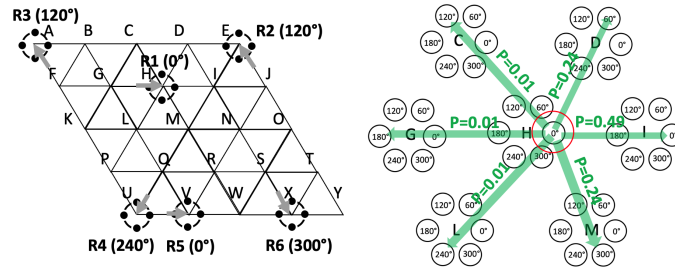 R3 (120°)
A B C D E R2 (120°)
R1 (0°)
F G H I J
K L M N O
P Q R S T
U V W X Y
R4 (240°) R5 (0°) R6 (300°)
120° 60° 120° 60°
180° C 0° 180° D 0°
240° 300° 240° 300°
P=0.01 P=0.24
120° 60° 120° 60° 120° 60°
P=0.01 P=0.49
180° G 0° 180° H 0° 180° I 0°
240° 300° 240° 300° 240° 300°
P=0.01 P=0.24
120° 60° 120° 60°
180° L 0° 180° M 0°
240° 300° 240° 300°